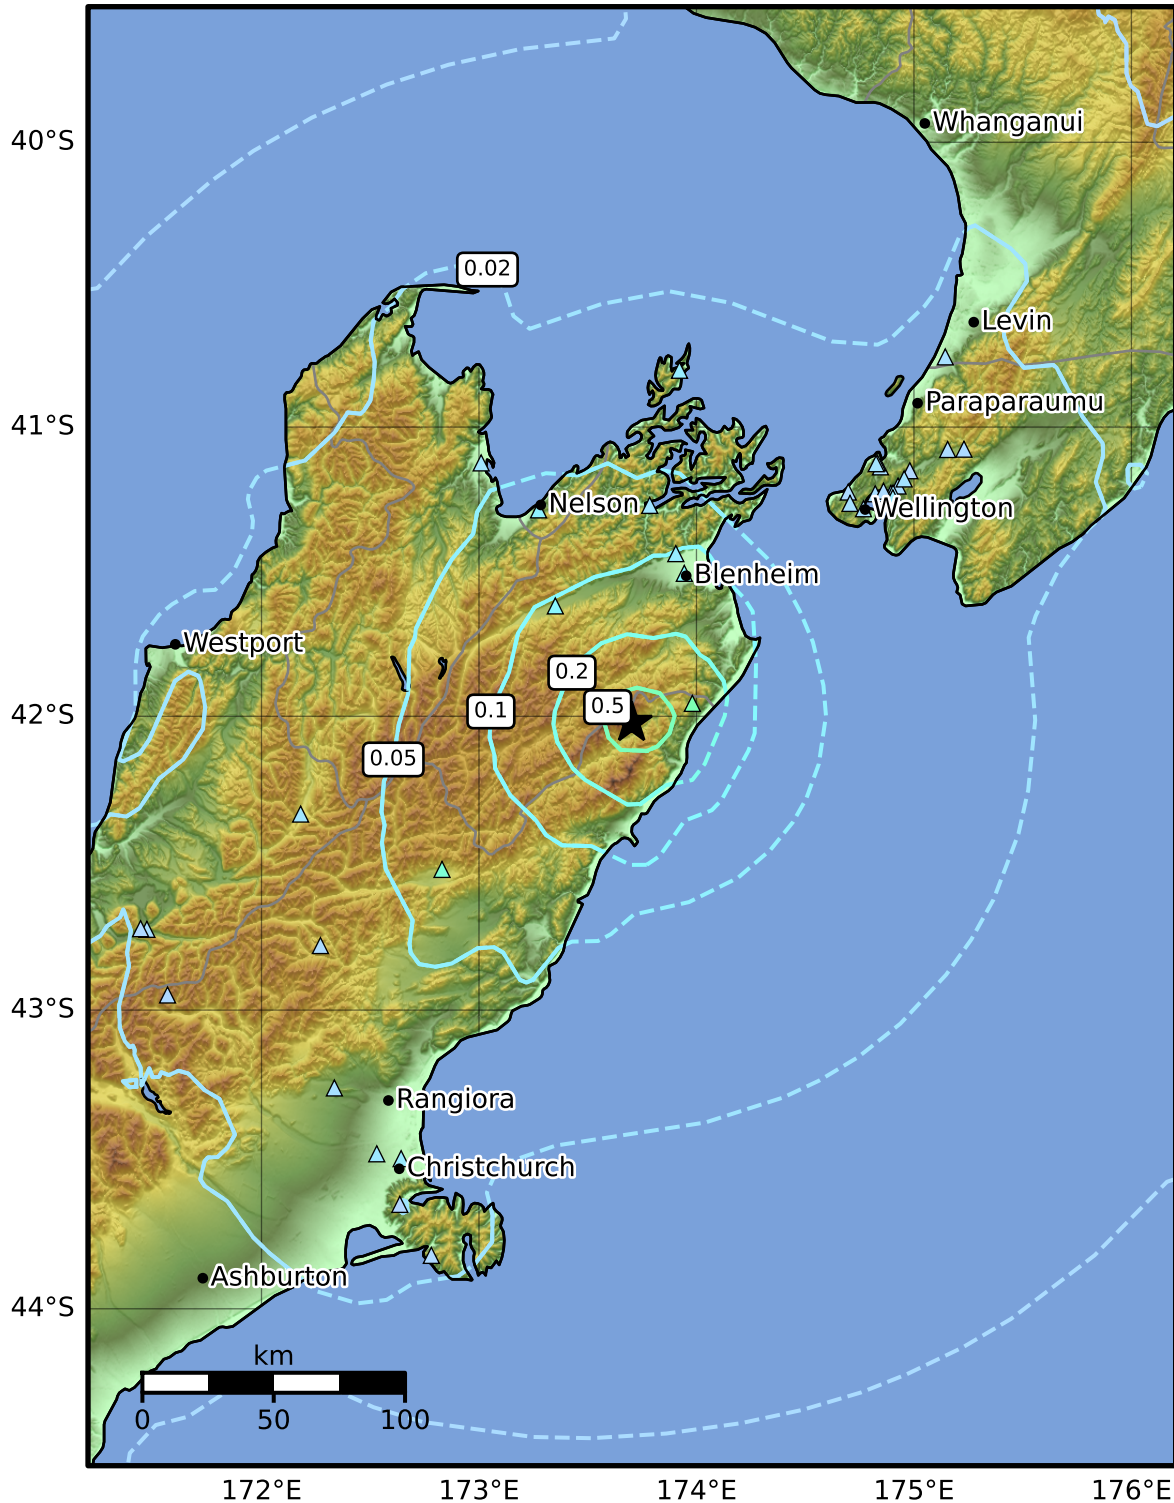 40°S
41°S
42°S
43°S
44°S
Whanganui
0.02
Levin
Paraparaumu
Nelson
Wellington
Blenheim
Westport
0.2
0.5
0.1
0.05
Rangiora
Christchurch
Ashburton
km
0 50 100
172°E 173°E 174°E 175°E 176°E